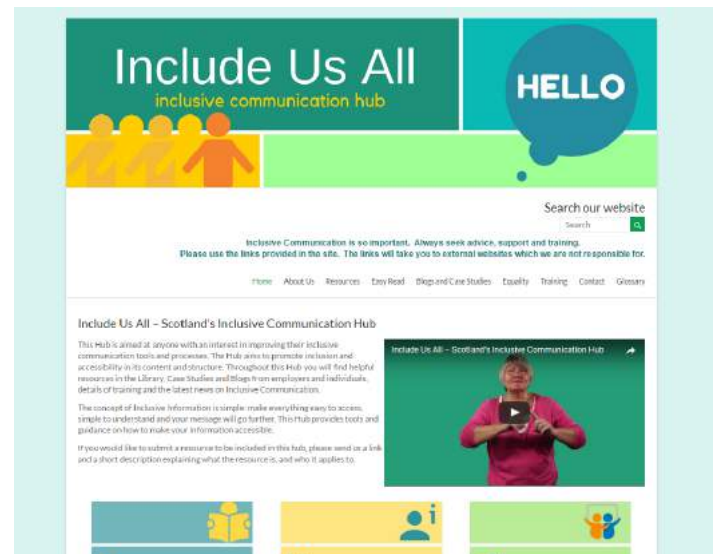 Include Us All
inclusive communication hub
HELLO
Search our website
Search
Inclusive Communication is so important. Always seek advice, support and training.
Please use the links provided in the site. The links will take you to external websites which we are not responsible for.
Home About Us Resources Easy Read Blogs and Case Studies Equality Training Contact Glossary
Include Us All – Scotland's Inclusive Communication Hub
This Hub is aimed at anyone with an interest in improving their inclusive
communication tools and processes. The Hub aims to promote inclusion and
accessibility in its content and structure. Throughout this Hub you will find helpful
resources in the Library, Case Studies and Blogs from employers and individuals,
details of training and the latest news on Inclusive Communication.
The concept of Inclusive Information is simple: make everything easy to access,
simple to understand and your message will go further. This Hub provides tools and
guidance on how to make your information accessible.
If you would like to submit a resource to be included in this hub, please send us a link
and a short description explaining what the resource is, and who it applies to.
Include Us All – Scotland's Inclusive Communication Hub